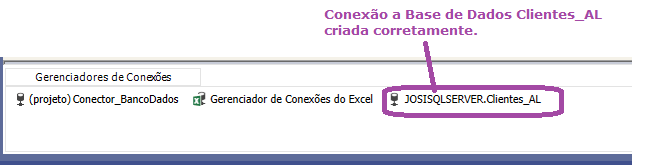 Conexão a Base de Dados Clientes_AL
criada corretamente.
Gerenciadores de Conexões
(projeto) Conector_BancoDados Gerenciador de Conexões do Excel JOSISQLSERVER.Clientes_AL